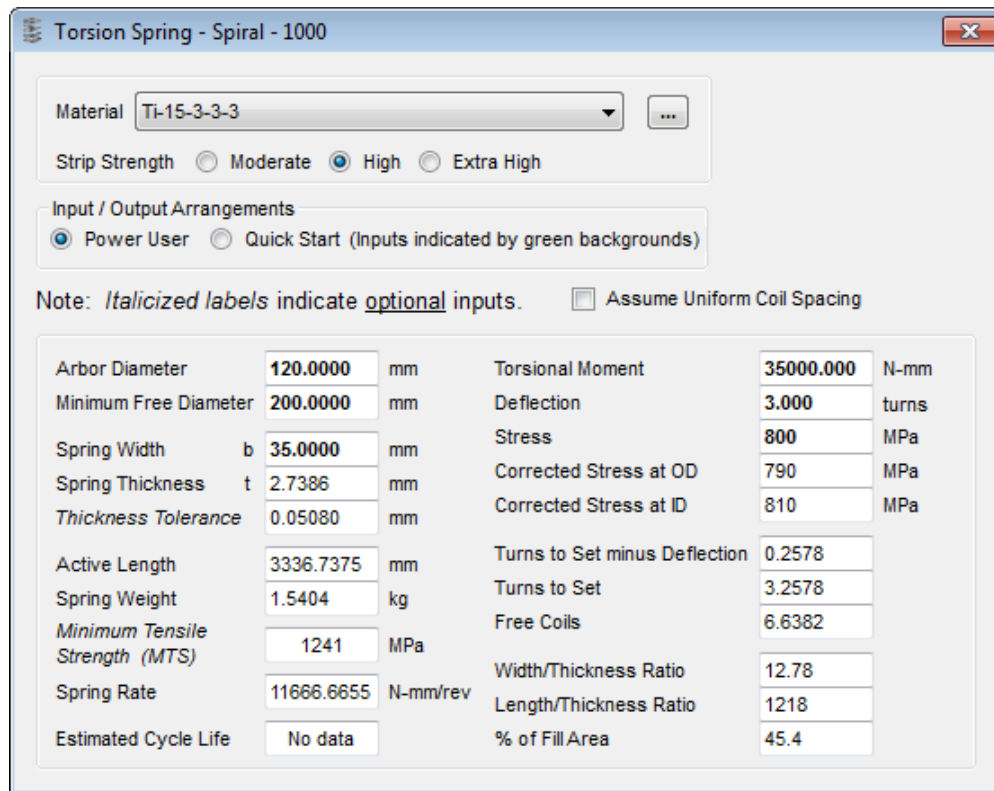 Torsion Spring - Spiral - 1000
Material Ti-15-3-3-3 ...
Strip Strength Moderate High Extra High
Input / Output Arrangements
Power User Quick Start (Inputs indicated by green backgrounds)
Note: Italicized labels indicate optional inputs. Assume Uniform Coil Spacing
Arbor Diameter 120.0000 mm
Minimum Free Diameter 200.0000 mm
Spring Width b 35.0000 mm
Spring Thickness t 2.7386 mm
Thickness Tolerance 0.05080 mm
Active Length 3336.7375 mm
Spring Weight 1.5404 kg
Minimum Tensile
Strength (MTS) 1241 MPa
Spring Rate 11666.6655 N-mm/rev
Estimated Cycle Life No data
Torsional Moment 35000.000 N-mm
Deflection 3.000 turns
Stress 800 MPa
Corrected Stress at OD 790 MPa
Corrected Stress at ID 810 MPa
Turns to Set minus Deflection 0.2578
Turns to Set 3.2578
Free Coils 6.6382
Width/Thickness Ratio 12.78
Length/Thickness Ratio 1218
% of Fill Area 45.4